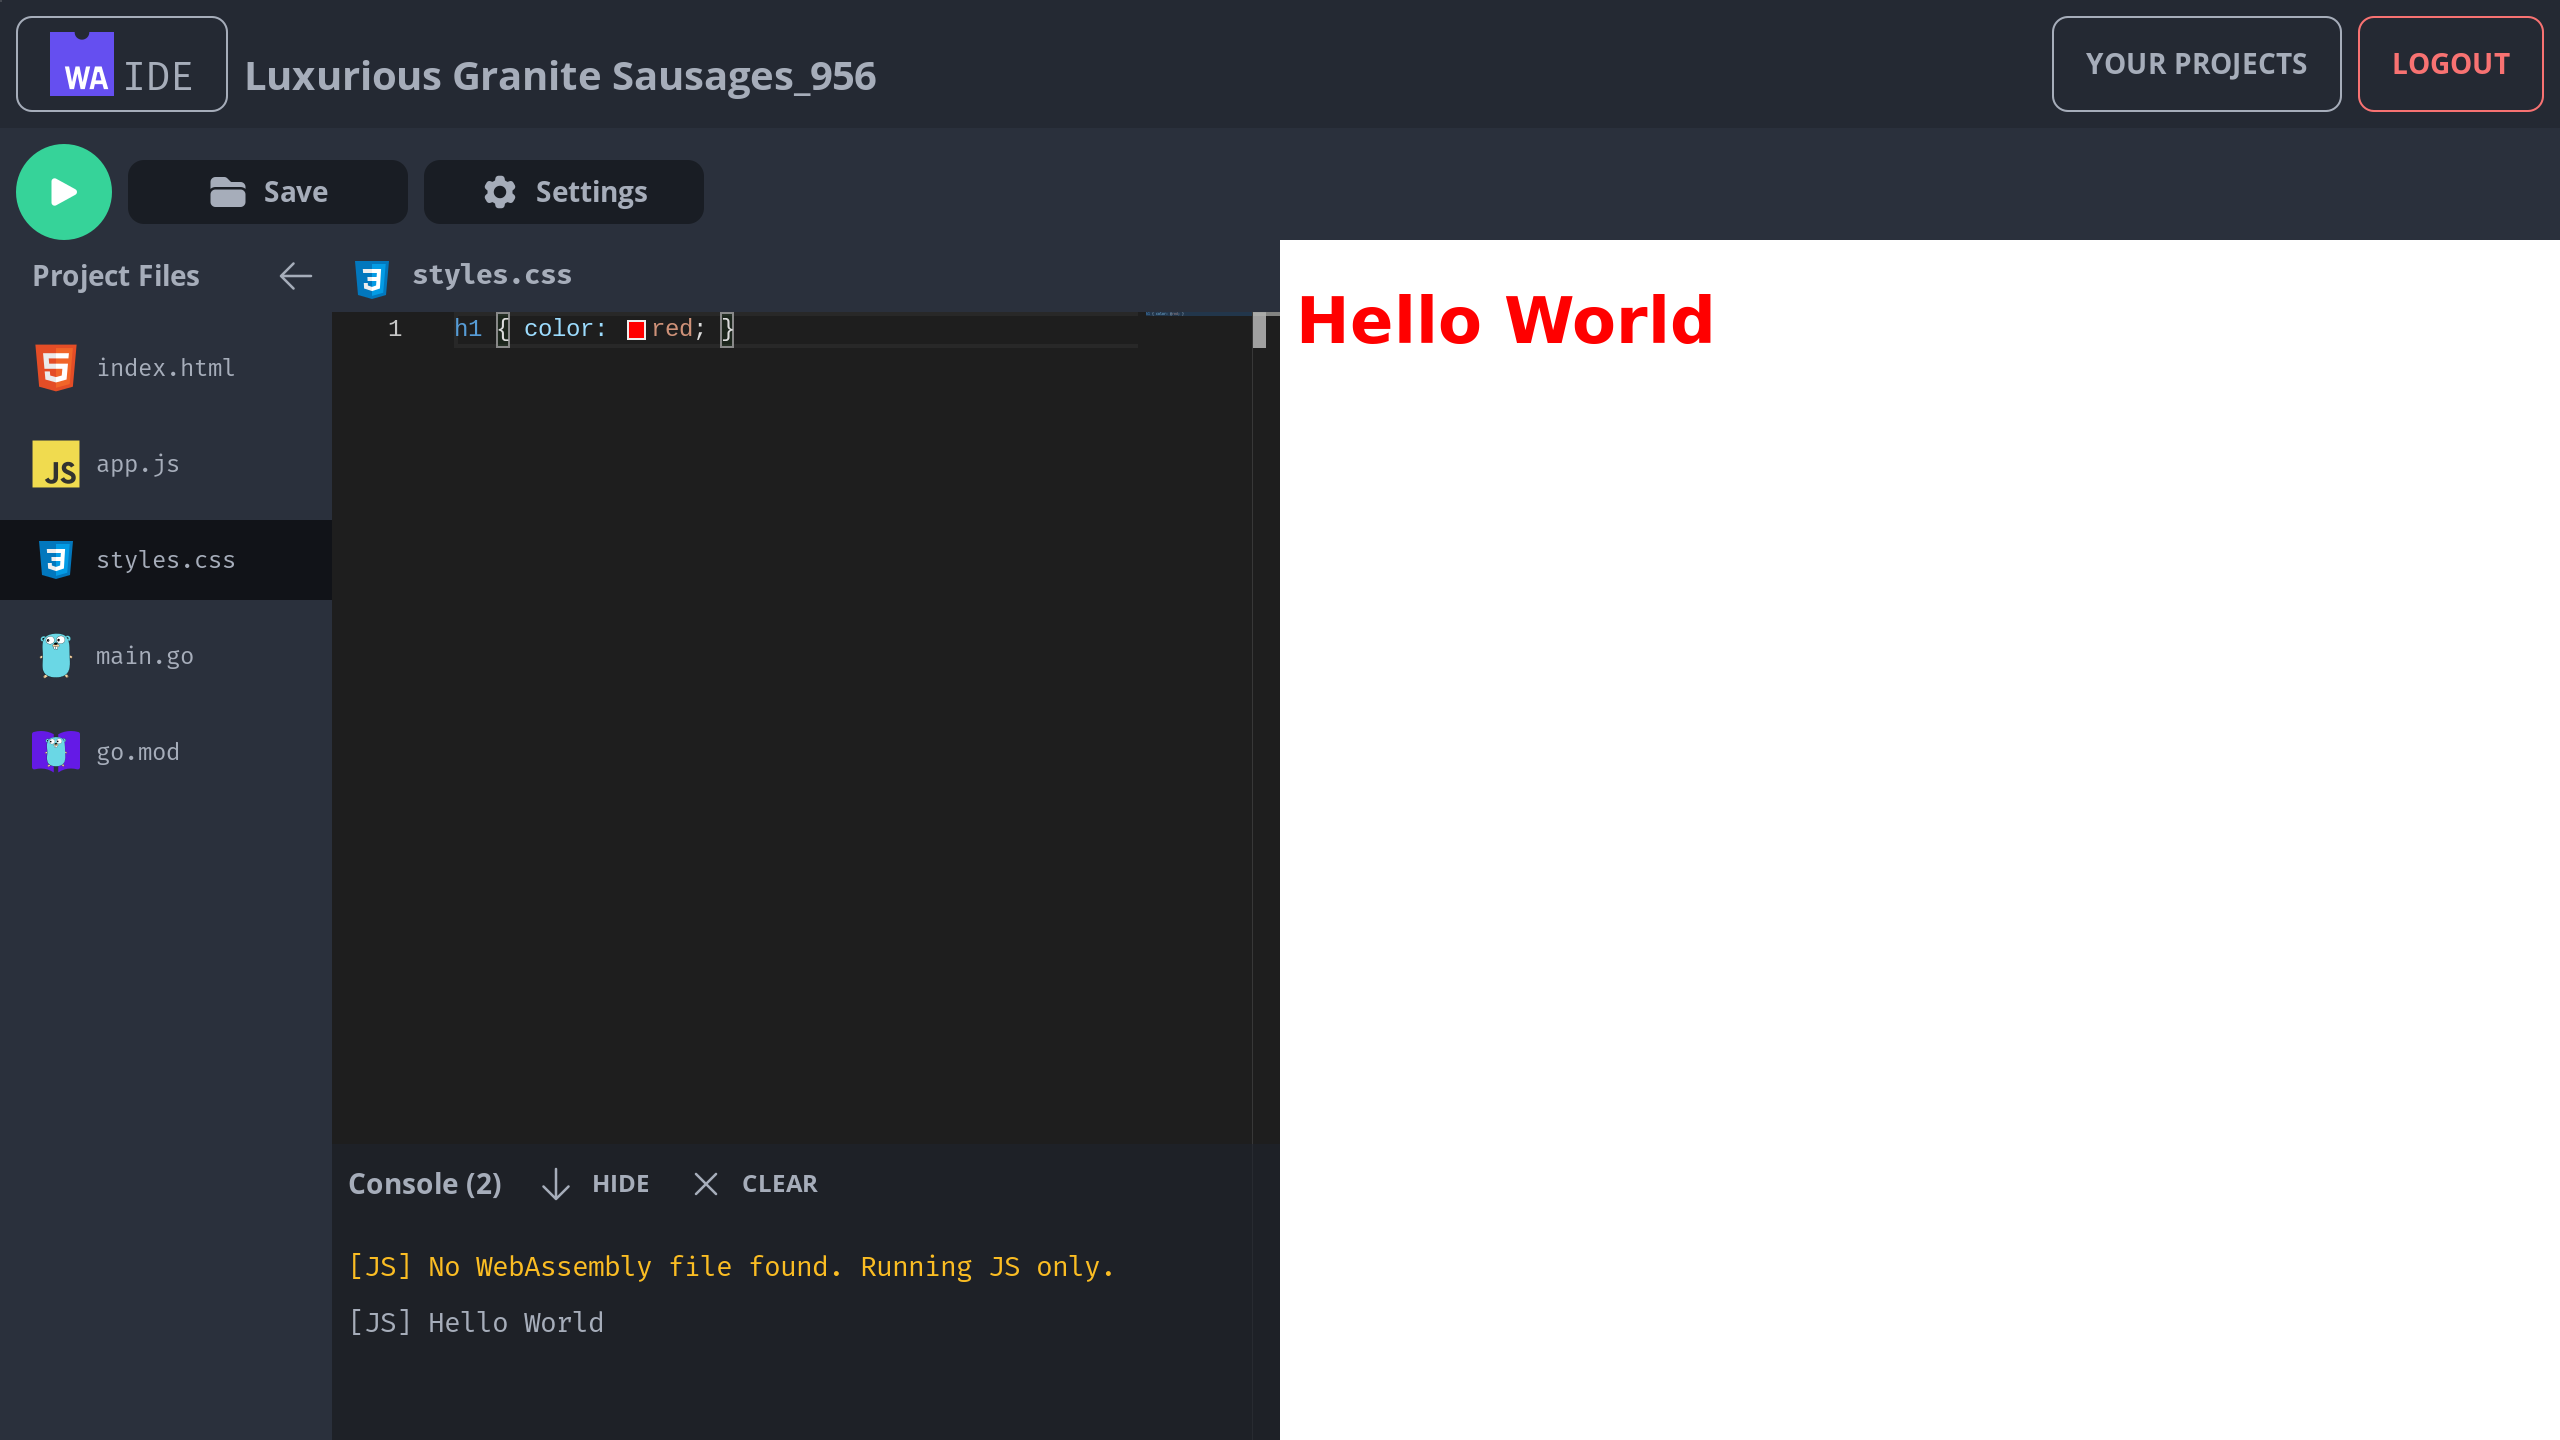 WA IDE
Luxurious Granite Sausages_956
YOUR PROJECTS
LOGOUT
Save
Settings
Project Files
index.html
JS
app.js
styles.css
main.go
go.mod
styles.css
1 h1 { color: red; }
Console (2)
HIDE
CLEAR
[JS] No WebAssembly file found. Running JS only.
[JS] Hello World
Hello World